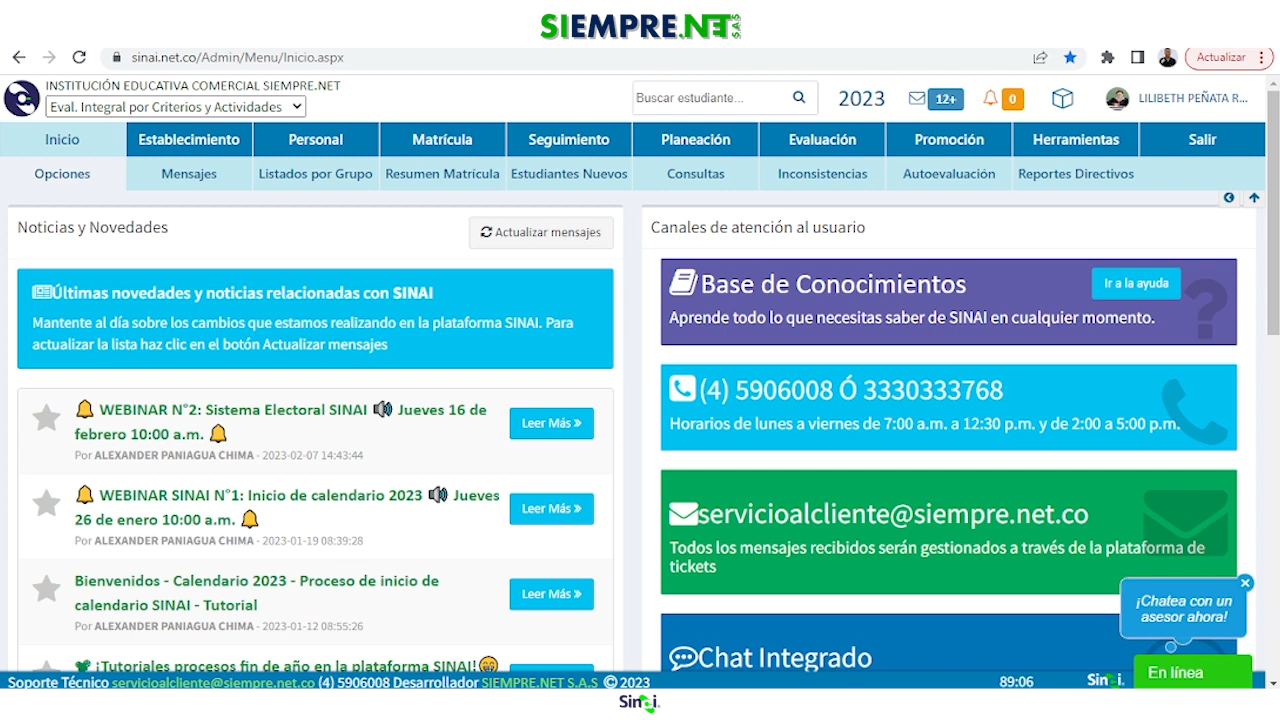 SIEMPRE.NET S.A.S
sinai.net.co/Admin/Menu/Inicio.aspx
Actualizar
INSTITUCIÓN EDUCATIVA COMERCIAL SIEMPRE.NET
Eval. Integral por Criterios y Actividades
Buscar estudiante...
2023
12+
0
LILIBETH PEÑATA R...
Inicio Establecimiento Personal Matrícula Seguimiento Planeación Evaluación Promoción Herramientas Salir
Opciones Mensajes Listados por Grupo Resumen Matrícula Estudiantes Nuevos Consultas Inconsistencias Autoevaluación Reportes Directivos
Noticias y Novedades
Actualizar mensajes
Últimas novedades y noticias relacionadas con SINAI
Mantente al día sobre los cambios que estamos realizando en la plataforma SINAI. Para
actualizar la lista haz clic en el botón Actualizar mensajes
WEBINAR N°2: Sistema Electoral SINAI Jueves 16 de
febrero 10:00 a.m.
Por ALEXANDER PANIAGUA CHIMA - 2023-02-07 14:43:44
Leer Más »
WEBINAR SINAI N°1: Inicio de calendario 2023 Jueves
26 de enero 10:00 a.m.
Por ALEXANDER PANIAGUA CHIMA - 2023-01-19 08:39:28
Leer Más »
Bienvenidos - Calendario 2023 - Proceso de inicio de
calendario SINAI - Tutorial
Por ALEXANDER PANIAGUA CHIMA - 2023-01-12 08:55:26
Leer Más »
¡Tutoriales procesos fin de año en la plataforma SINAI!
Canales de atención al usuario
Base de Conocimientos
Ir a la ayuda
Aprende todo lo que necesitas saber de SINAI en cualquier momento.
(4) 5906008 Ó 3330333768
Horarios de lunes a viernes de 7:00 a.m. a 12:30 p.m. y de 2:00 a 5:00 p.m.
servicioalcliente@siempre.net.co
Todos los mensajes recibidos serán gestionados a través de la plataforma de
tickets
Chat Integrado
¡Chatea con un
asesor ahora!
En línea
Soporte Técnico servicioalcliente@siempre.net.co (4) 5906008 Desarrollador SIEMPRE.NET S.A.S © 2023
89:06
Sinai.
Sinai.